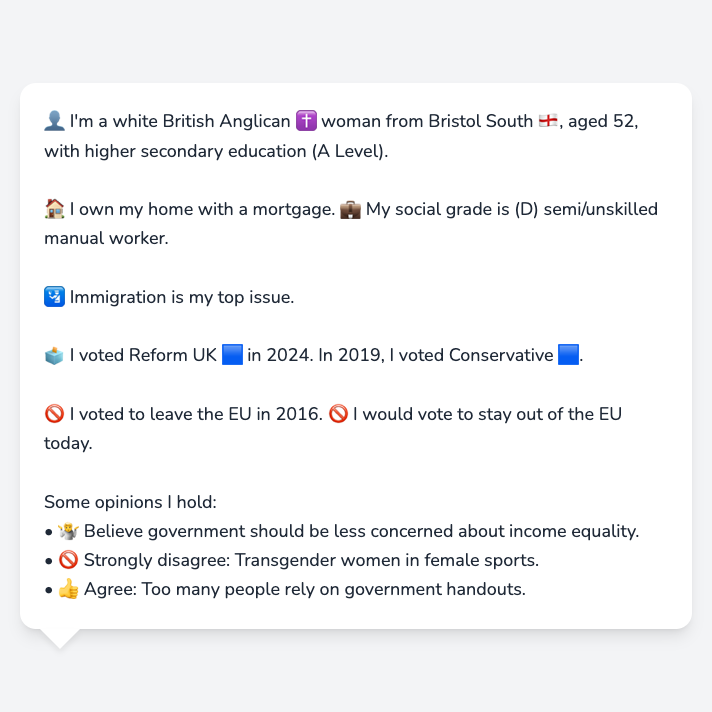 👤 I'm a white British Anglican ✝️ woman from Bristol South 🏴󠁧󠁢󠁥󠁮󠁧󠁿, aged 52,
with higher secondary education (A Level).
🏠 I own my home with a mortgage. 💼 My social grade is (D) semi/unskilled
manual worker.
🛂 Immigration is my top issue.
🗳️ I voted Reform UK 🟦 in 2024. In 2019, I voted Conservative 🟦.
🚫 I voted to leave the EU in 2016. 🚫 I would vote to stay out of the EU
today.
Some opinions I hold:
• 🤷 Believe government should be less concerned about income equality.
• 🚫 Strongly disagree: Transgender women in female sports.
• 👍 Agree: Too many people rely on government handouts.